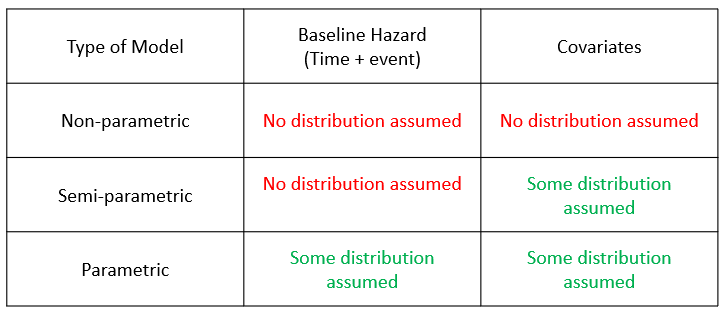 Type of Model
Baseline Hazard
(Time + event)
Covariates
Non-parametric
No distribution assumed
No distribution assumed
Semi-parametric
No distribution assumed
Some distribution
assumed
Parametric
Some distribution
assumed
Some distribution
assumed